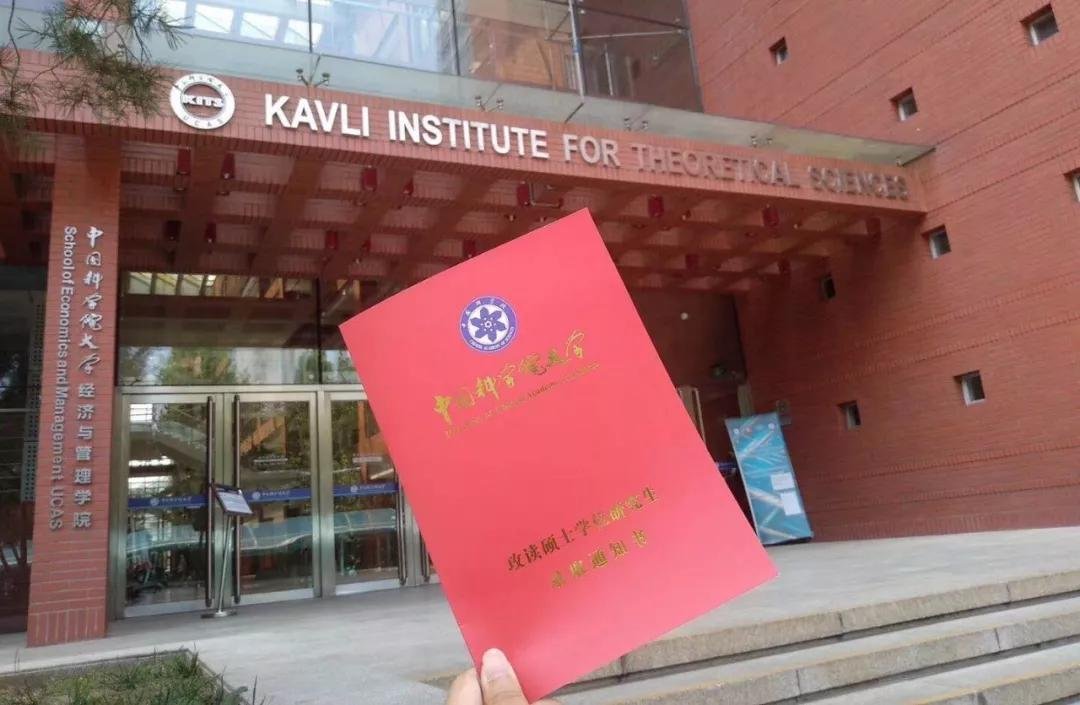 KITS
UCAS
KAVLI INSTITUTE FOR THEORETICAL SCIENCES
中国科学院大学 经济与管理学院
School of Economics and Management UCAS
中国科学院大学
攻读硕士学位研究生
录取通知书